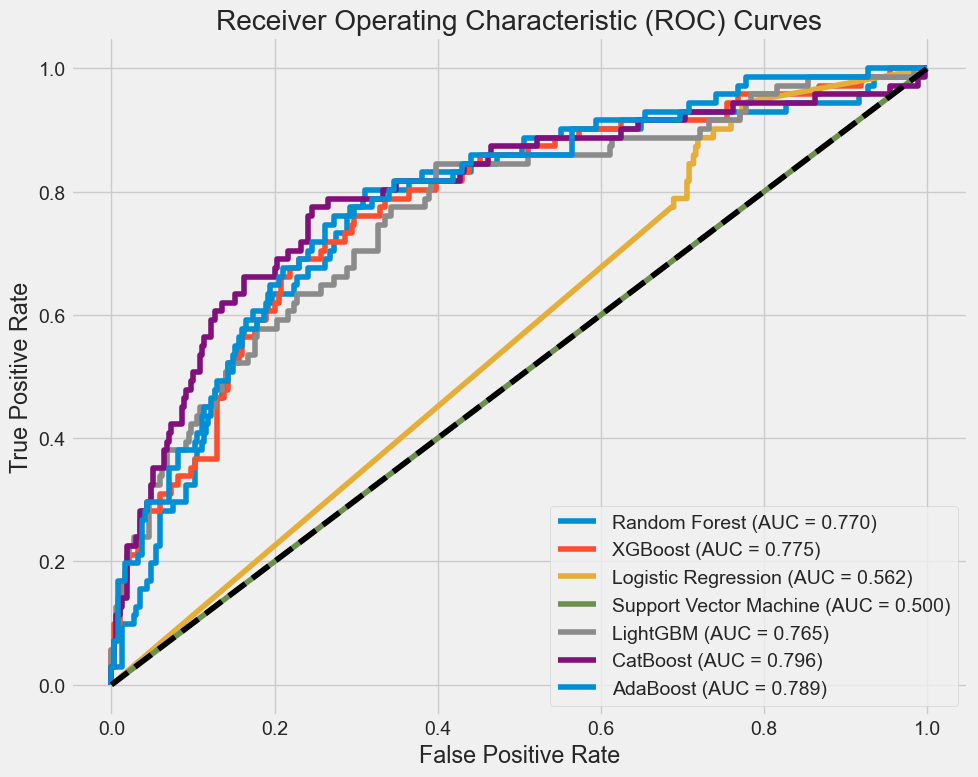 Receiver Operating Characteristic (ROC) Curves
1.0
0.8
0.6
0.4
0.2
0.0
True Positive Rate
Random Forest (AUC = 0.770)
XGBoost (AUC = 0.775)
Logistic Regression (AUC = 0.562)
Support Vector Machine (AUC = 0.500)
LightGBM (AUC = 0.765)
CatBoost (AUC = 0.796)
AdaBoost (AUC = 0.789)
0.0 0.2 0.4 0.6 0.8 1.0
False Positive Rate